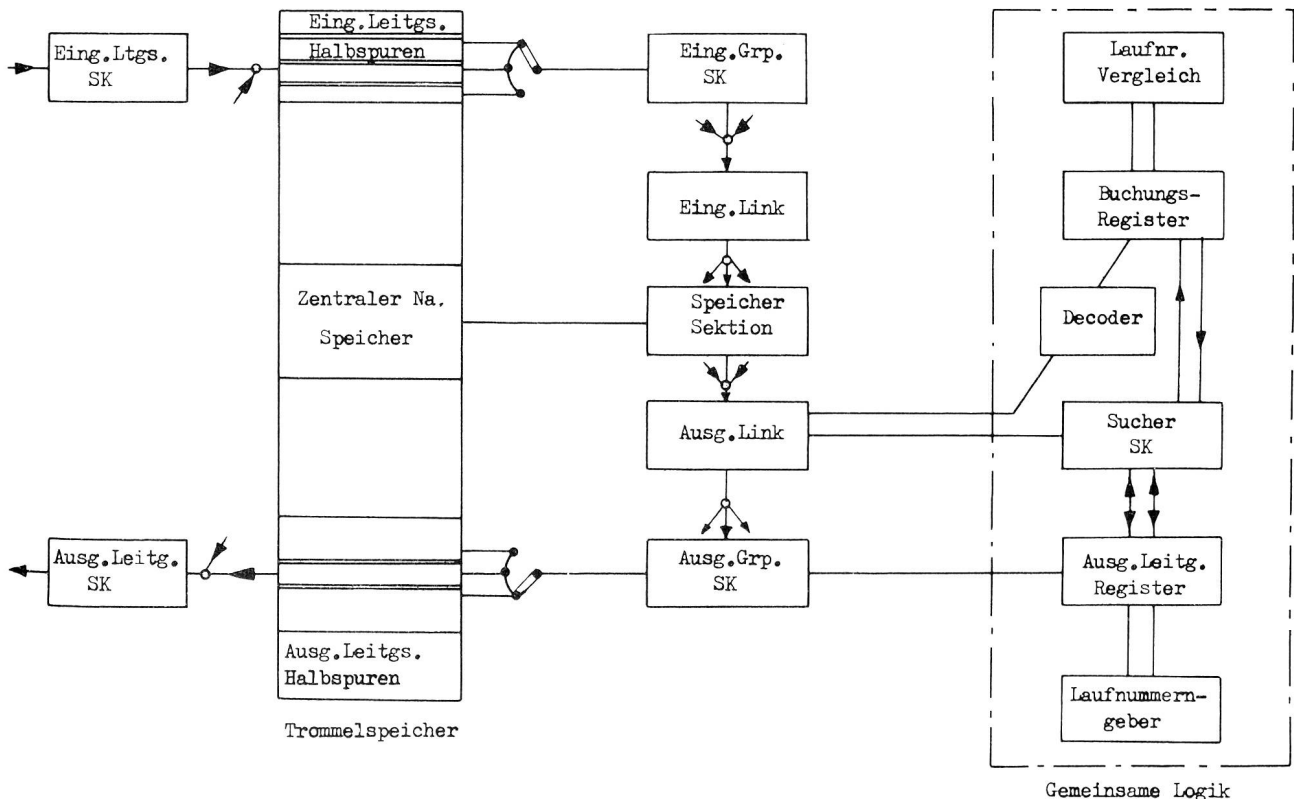 Eing.Ltgs.
SK
Eing.Leitgs.
Halbspuren
Eing.Grp.
SK
Laufnr.
Vergleich
Eing.Link
Buchungs-
Register
Zentraler Na.
Speicher
Speicher
Sektion
Decoder
Ausg.Link
Sucher
SK
Ausg.Leitg.
SK
Ausg.Grp.
SK
Ausg.Leitg.
Register
Ausg.Leitgs.
Halbspuren
Laufnummern-
geber
Trommelspeicher
Gemeinsame Logik